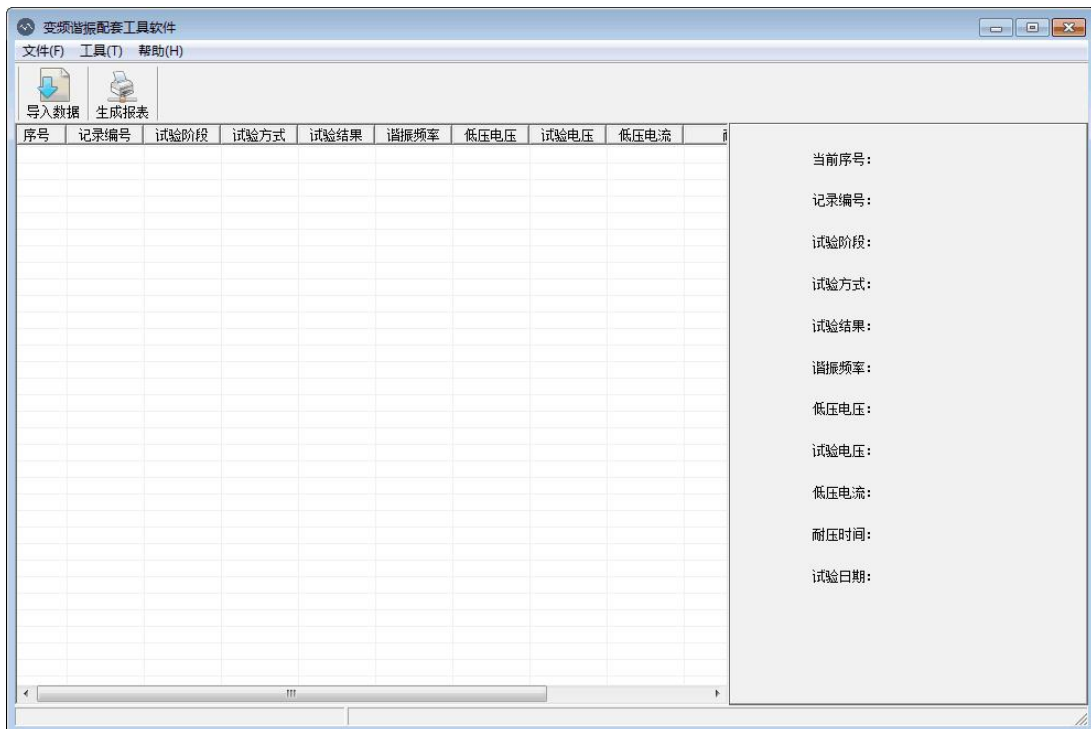 变频谐振配套工具软件
文件(F) 工具(T) 帮助(H)
导入数据 生成报表
序号 记录编号 试验阶段 试验方式 试验结果 谐振频率 低压电压 试验电压 低压电流
当前序号:
记录编号:
试验阶段:
试验方式:
试验结果:
谐振频率:
低压电压:
试验电压:
低压电流:
耐压时间:
试验日期: